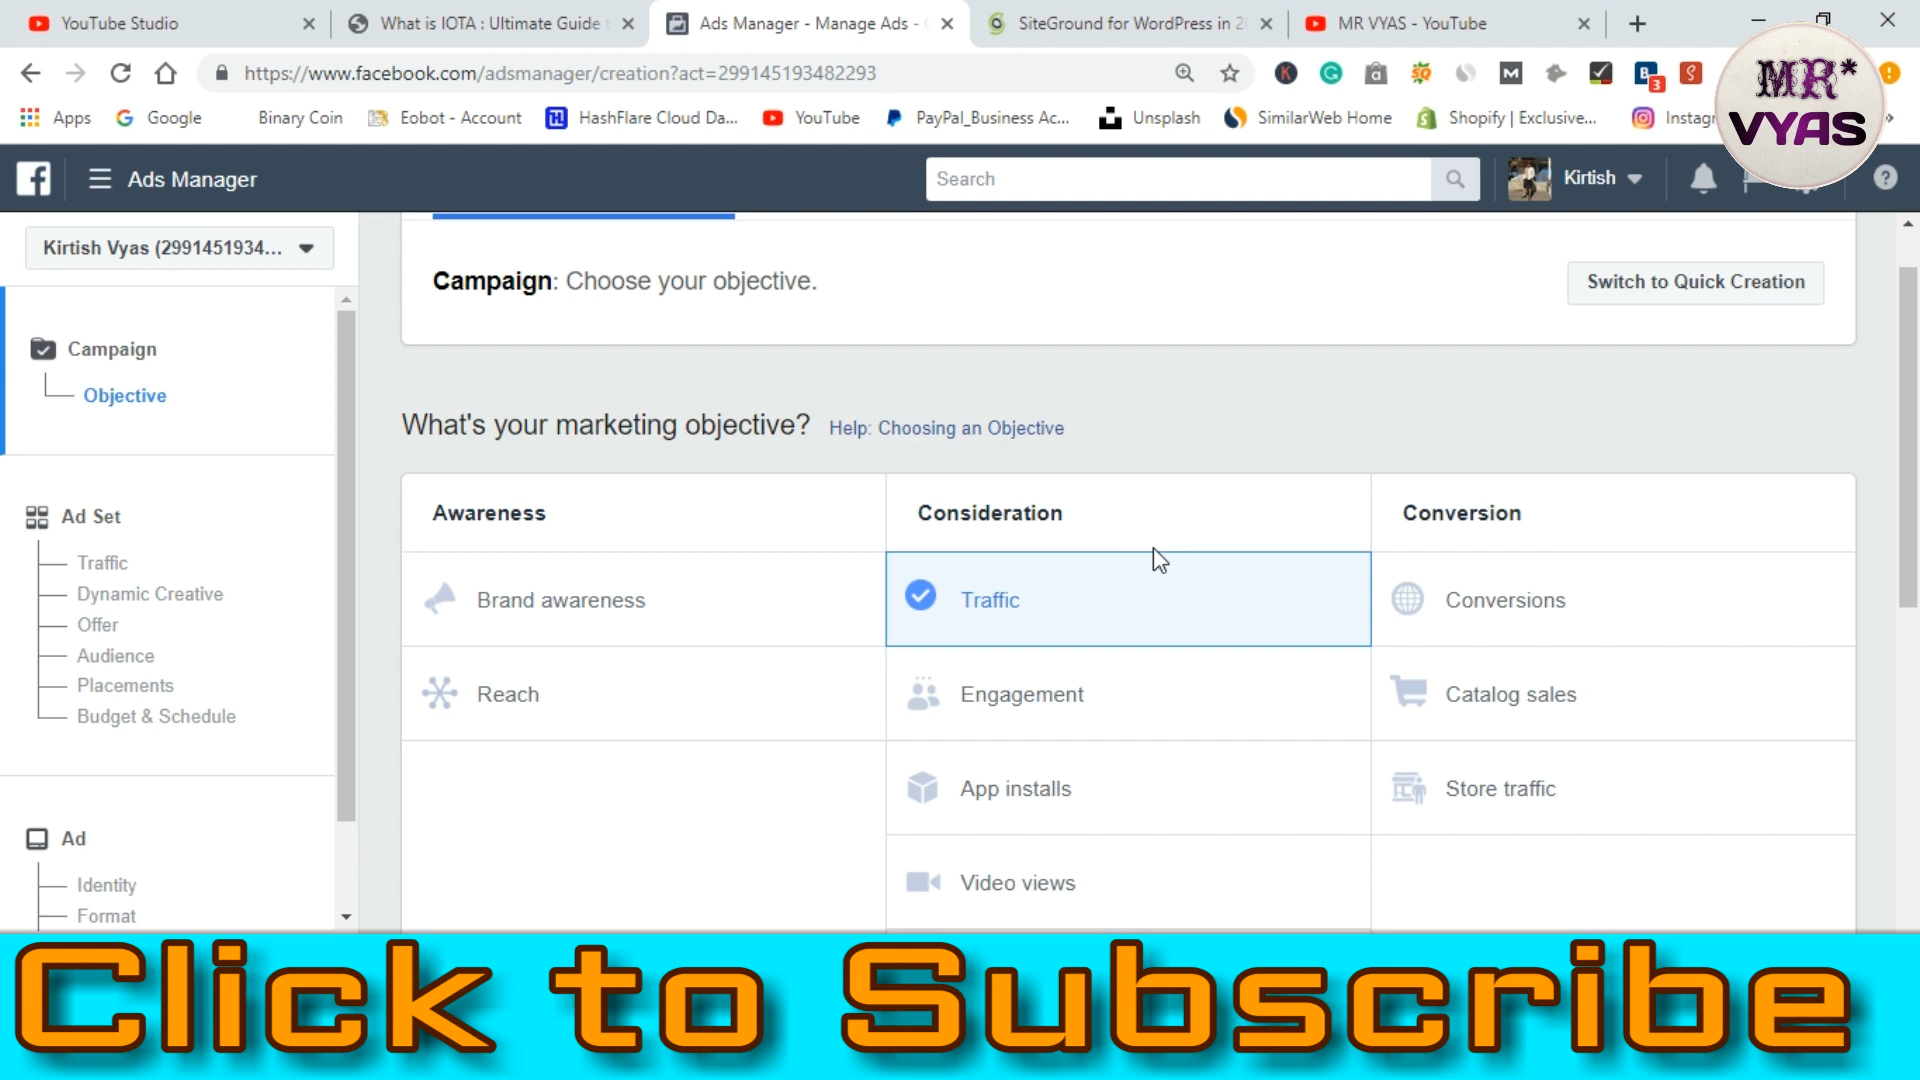 YouTube Studio
What is IOTA : Ultimate Guide
Ads Manager - Manage Ads -
SiteGround for WordPress in 2
MR VYAS - YouTube
https://www.facebook.com/adsmanager/creation?act=299145193482293
Apps
Google
Binary Coin
Eobot - Account
HashFlare Cloud Da...
YouTube
PayPal_Business Ac...
Unsplash
SimilarWeb Home
Shopify | Exclusive...
Instagr
MR*
VYAS
Ads Manager
Search
Kirtish
Kirtish Vyas (2991451934...
Campaign: Choose your objective.
Switch to Quick Creation
Campaign
Objective
What's your marketing objective? Help: Choosing an Objective
Awareness
Consideration
Conversion
Ad Set
Traffic
Dynamic Creative
Offer
Audience
Placements
Budget & Schedule
Brand awareness
Traffic
Conversions
Reach
Engagement
Catalog sales
App installs
Store traffic
Video views
Ad
Identity
Format
Click to Subscribe